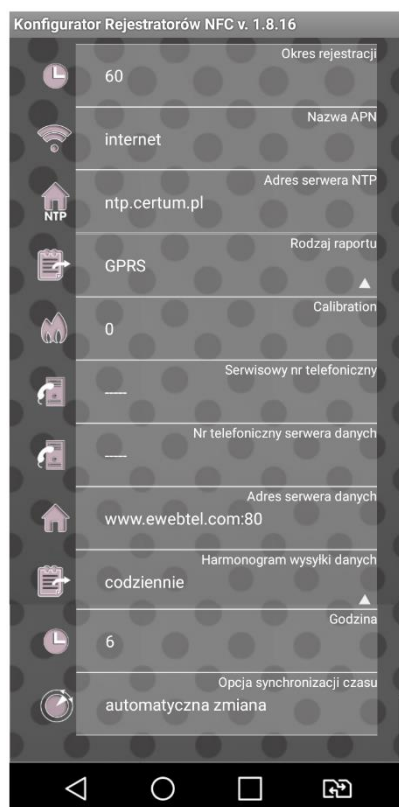 Konfigurator Rejestratorów NFC v. 1.8.16
Okres rejestracji
60
Nazwa APN
internet
Adres serwera NTP
NTP
ntp.certum.pl
Rodzaj raportu
GPRS
Calibration
0
Serwisowy nr telefoniczny
-----
Nr telefoniczny serwera danych
-----
Adres serwera danych
www.ewebtel.com:80
Harmonogram wysyłki danych
codziennie
Godzina
6
Opcja synchronizacji czasu
automatyczna zmiana